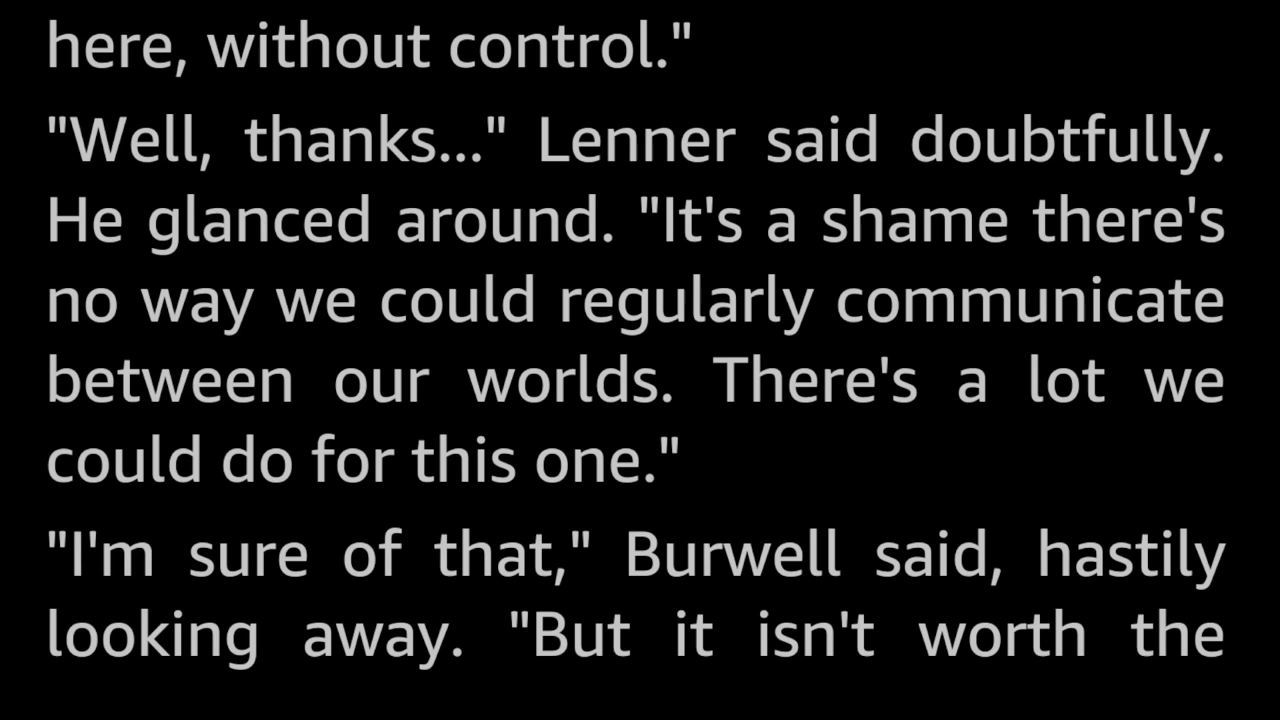 here, without control."
"Well, thanks..." Lenner said doubtfully.
He glanced around. "It's a shame there's
no way we could regularly communicate
between our worlds. There's a lot we
could do for this one."
"I'm sure of that," Burwell said, hastily
looking away. "But it isn't worth the